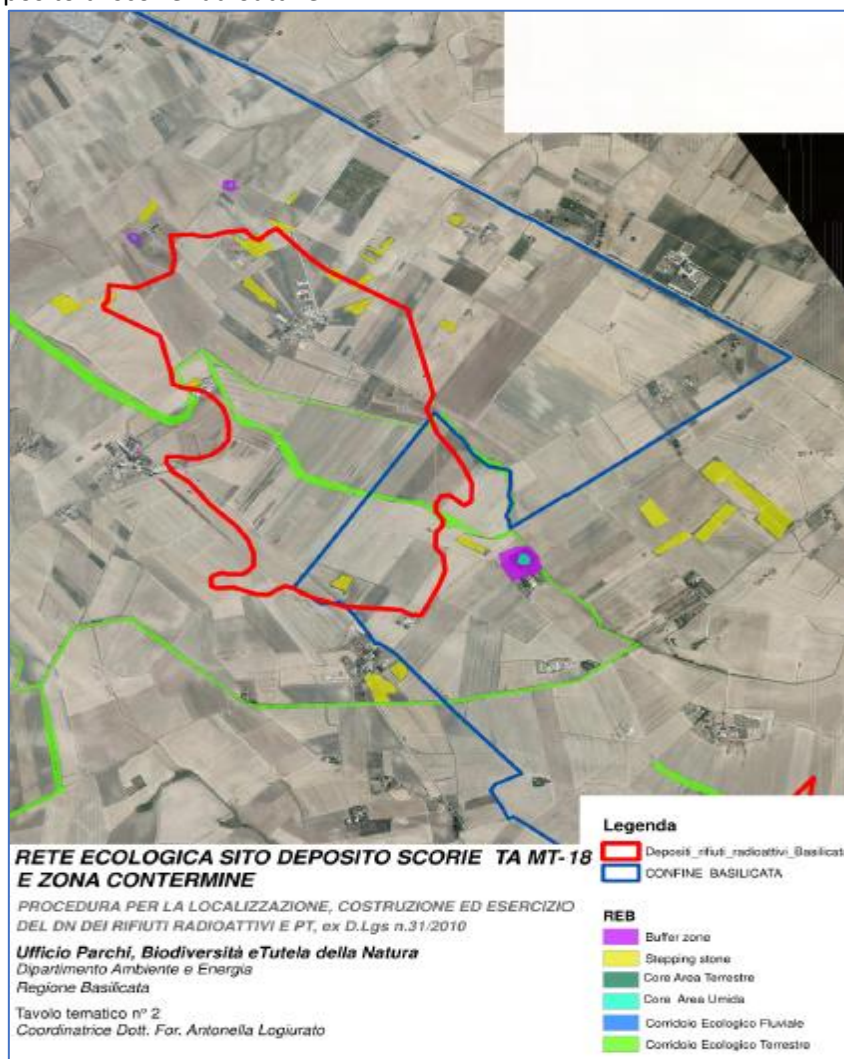 RETE ECOLOGICA SITO DEPOSITO SCORIE TA MT-18
E ZONA CONTERMINE
PROCEDURA PER LA LOCALIZZAZIONE, COSTRUZIONE ED ESERCIZIO
DEL DN DEI RIFIUTI RADIOATTIVI E PT, ex D.Lgs n.31/2010
Ufficio Parchi, Biodiversità eTutela della Natura
Dipartimento Ambiente e Energia
Regione Basilicata
Tavolo tematico n° 2
Coordinatrice Dott. For. Antonella Logiurato
Legenda
Depositi_rifiuti_radioattivi_Basilicata
CONFINE BASILICATA
REB
Buffer zone
Stepping stone
Core Area Terrestre
Core Area Umida
Corridoio Ecologico Fluviale
Corridoio Ecologico Terrestre